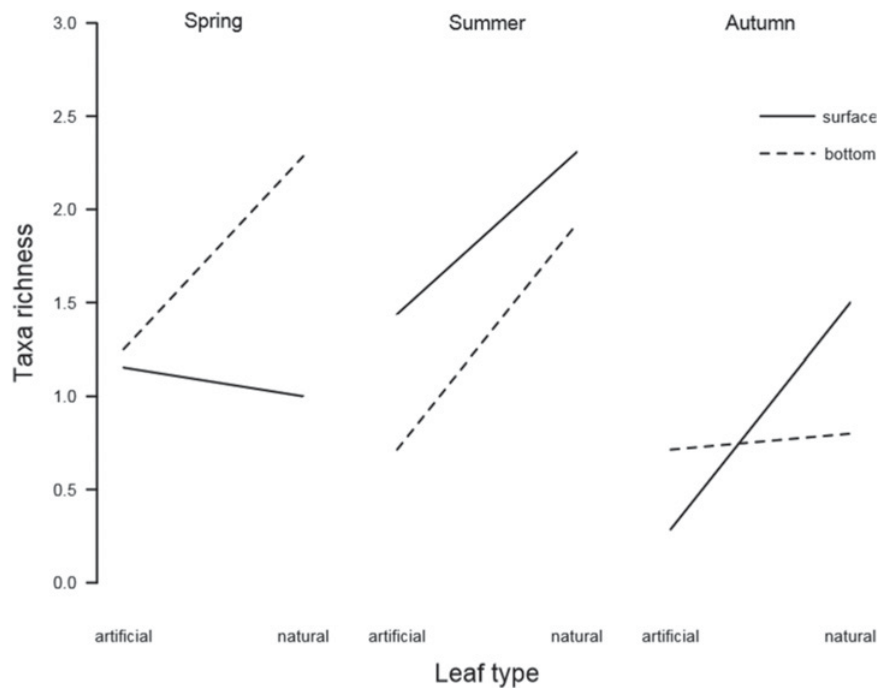 Spring Summer Autumn
3.0
2.5
2.0
1.5
1.0
0.5
0.0
Taxa richness
surface
bottom
artificial natural artificial natural artificial natural
Leaf type